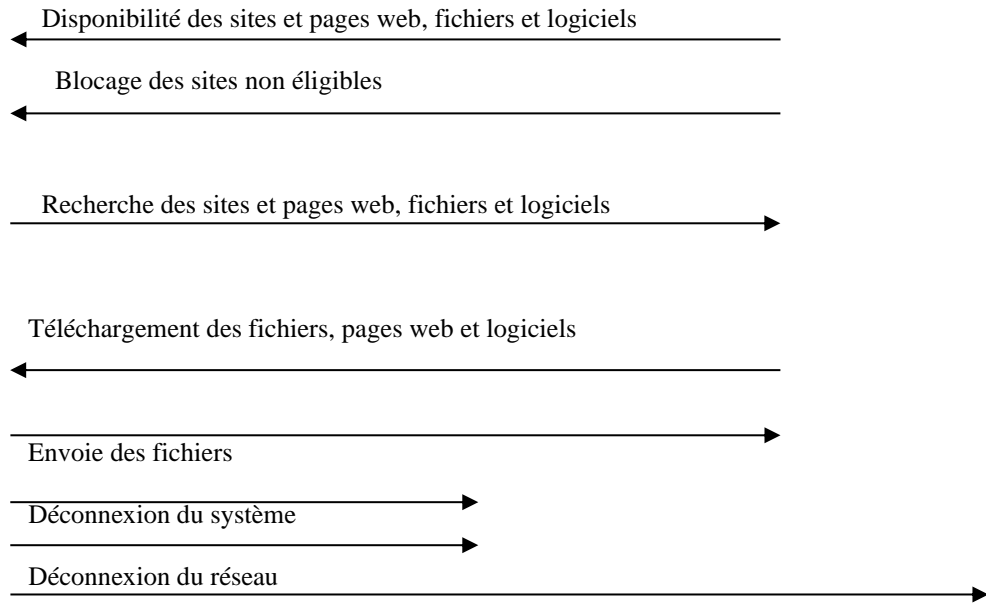 Disponibilité des sites et pages web, fichiers et logiciels
Blocage des sites non éligibles
Recherche des sites et pages web, fichiers et logiciels
Téléchargement des fichiers, pages web et logiciels
Envoie des fichiers
Déconnexion du système
Déconnexion du réseau